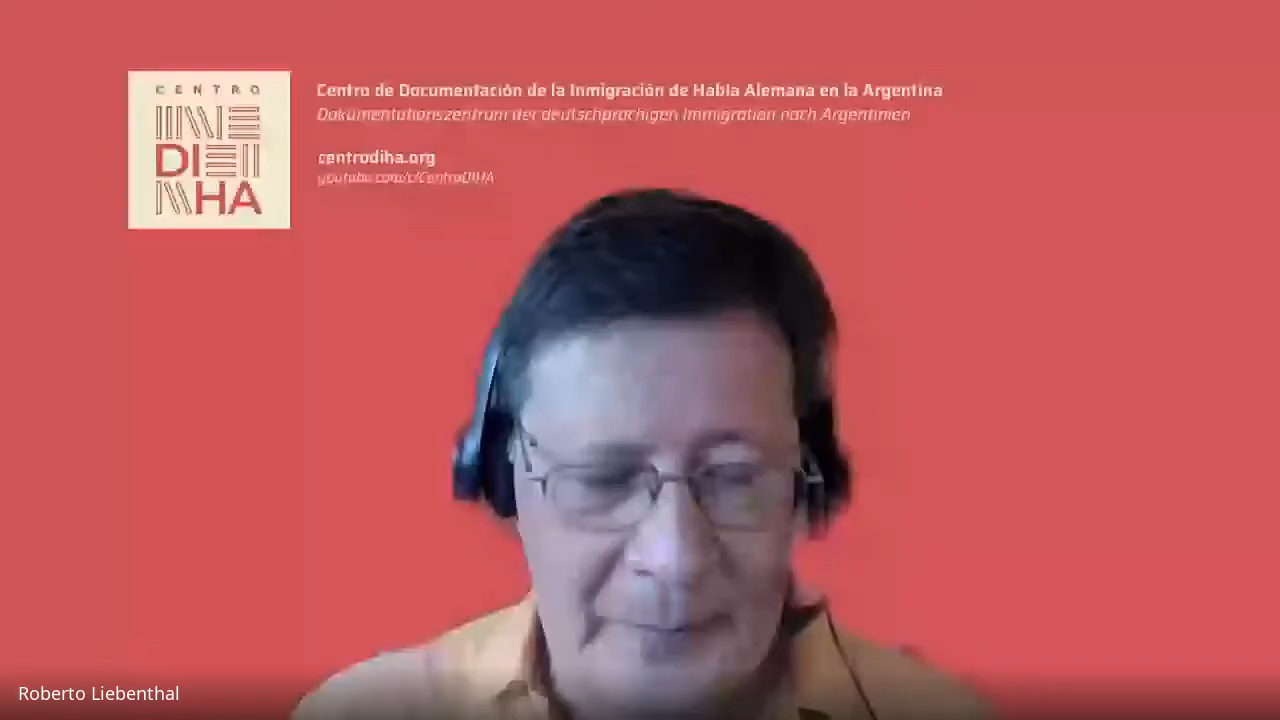 CENTRO
DI
HA
Centro de Documentación de la Inmigración de Habla Alemana en la Argentina
Dokumentationszentrum der deutschprachigen Immigration nach Argentinien
centrodiha.org
youtube.com/c/CentroDIHA
Roberto Liebenthal